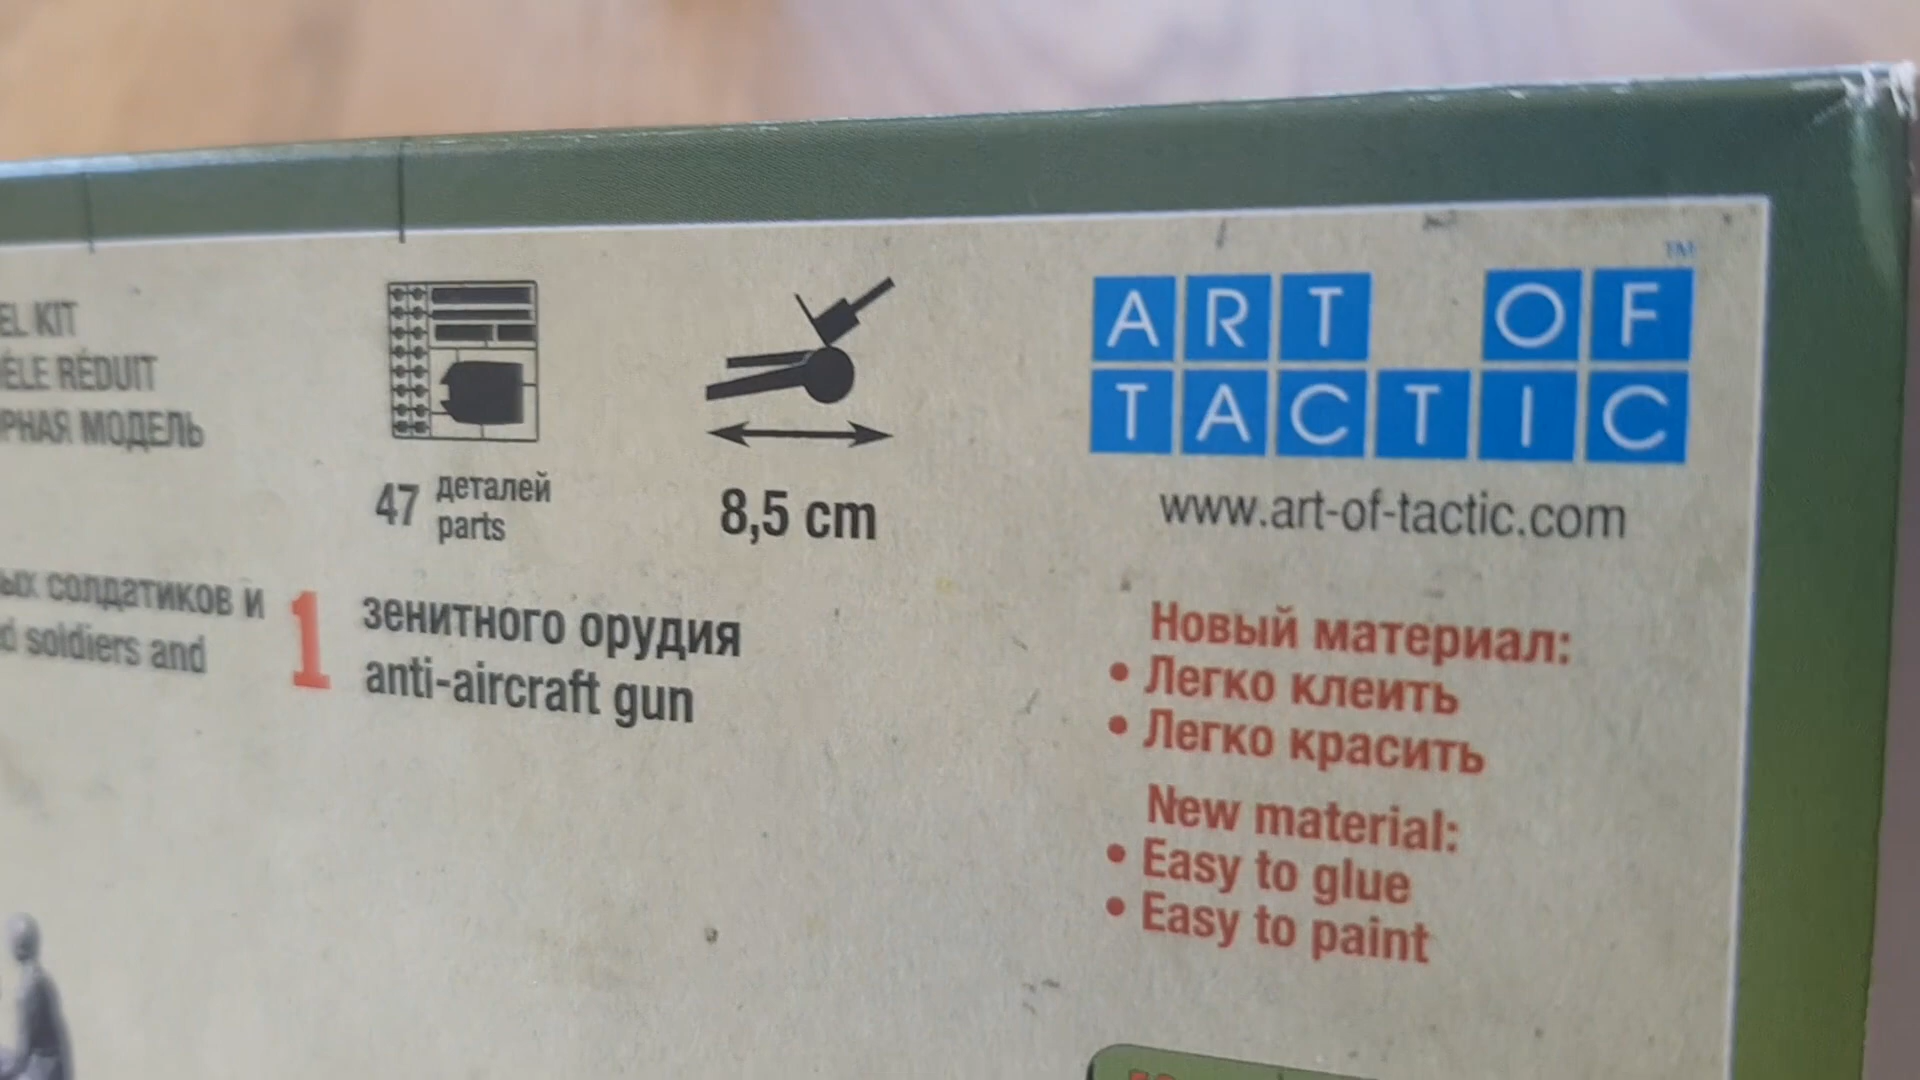 EL KIT
ÈLE RÉDUIT
РНАЯ МОДЕЛЬ
47 деталей
parts
8,5 cm
ART OF
TACTIC
TM
www.art-of-tactic.com
ых солдатиков и 1 зенитного орудия
d soldiers and anti-aircraft gun
Новый материал:
• Легко клеить
• Легко красить
New material:
• Easy to glue
• Easy to paint